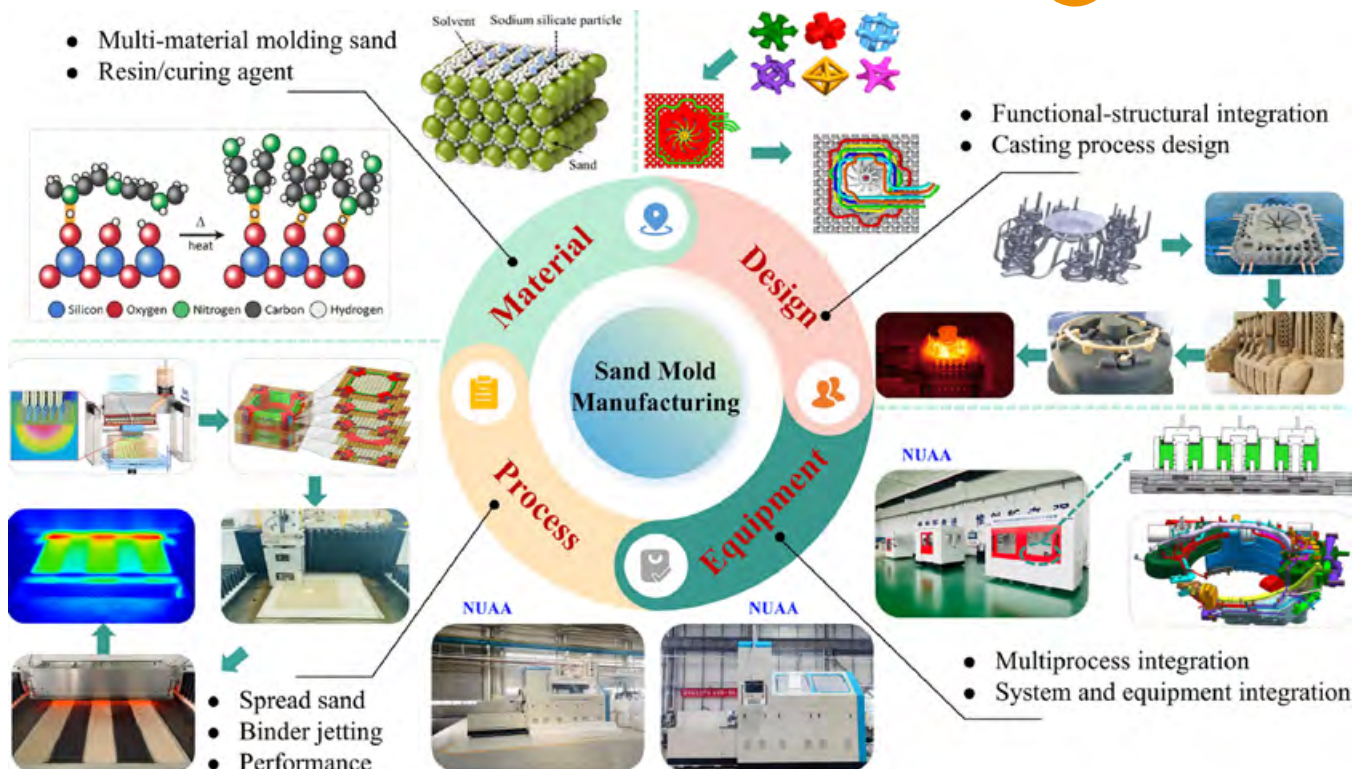 Multi-material molding sand
Resin/curing agent
Solvent
Sodium silicate particle
Sand
Functional-structural integration
Casting process design
Δ
heat
Silicon Oxygen Nitrogen Carbon Hydrogen
Material
Design
Sand Mold
Manufacturing
Process
Equipment
NUAA
NUAA
NUAA
Spread sand
Binder jetting
Performance
Multiprocess integration
System and equipment integration